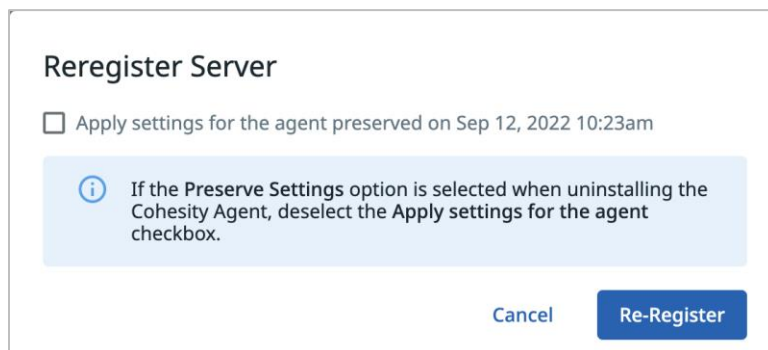 Reregister Server
Apply settings for the agent preserved on Sep 12, 2022 10:23am
If the Preserve Settings option is selected when uninstalling the
Cohesity Agent, deselect the Apply settings for the agent
checkbox.
Cancel Re-Register